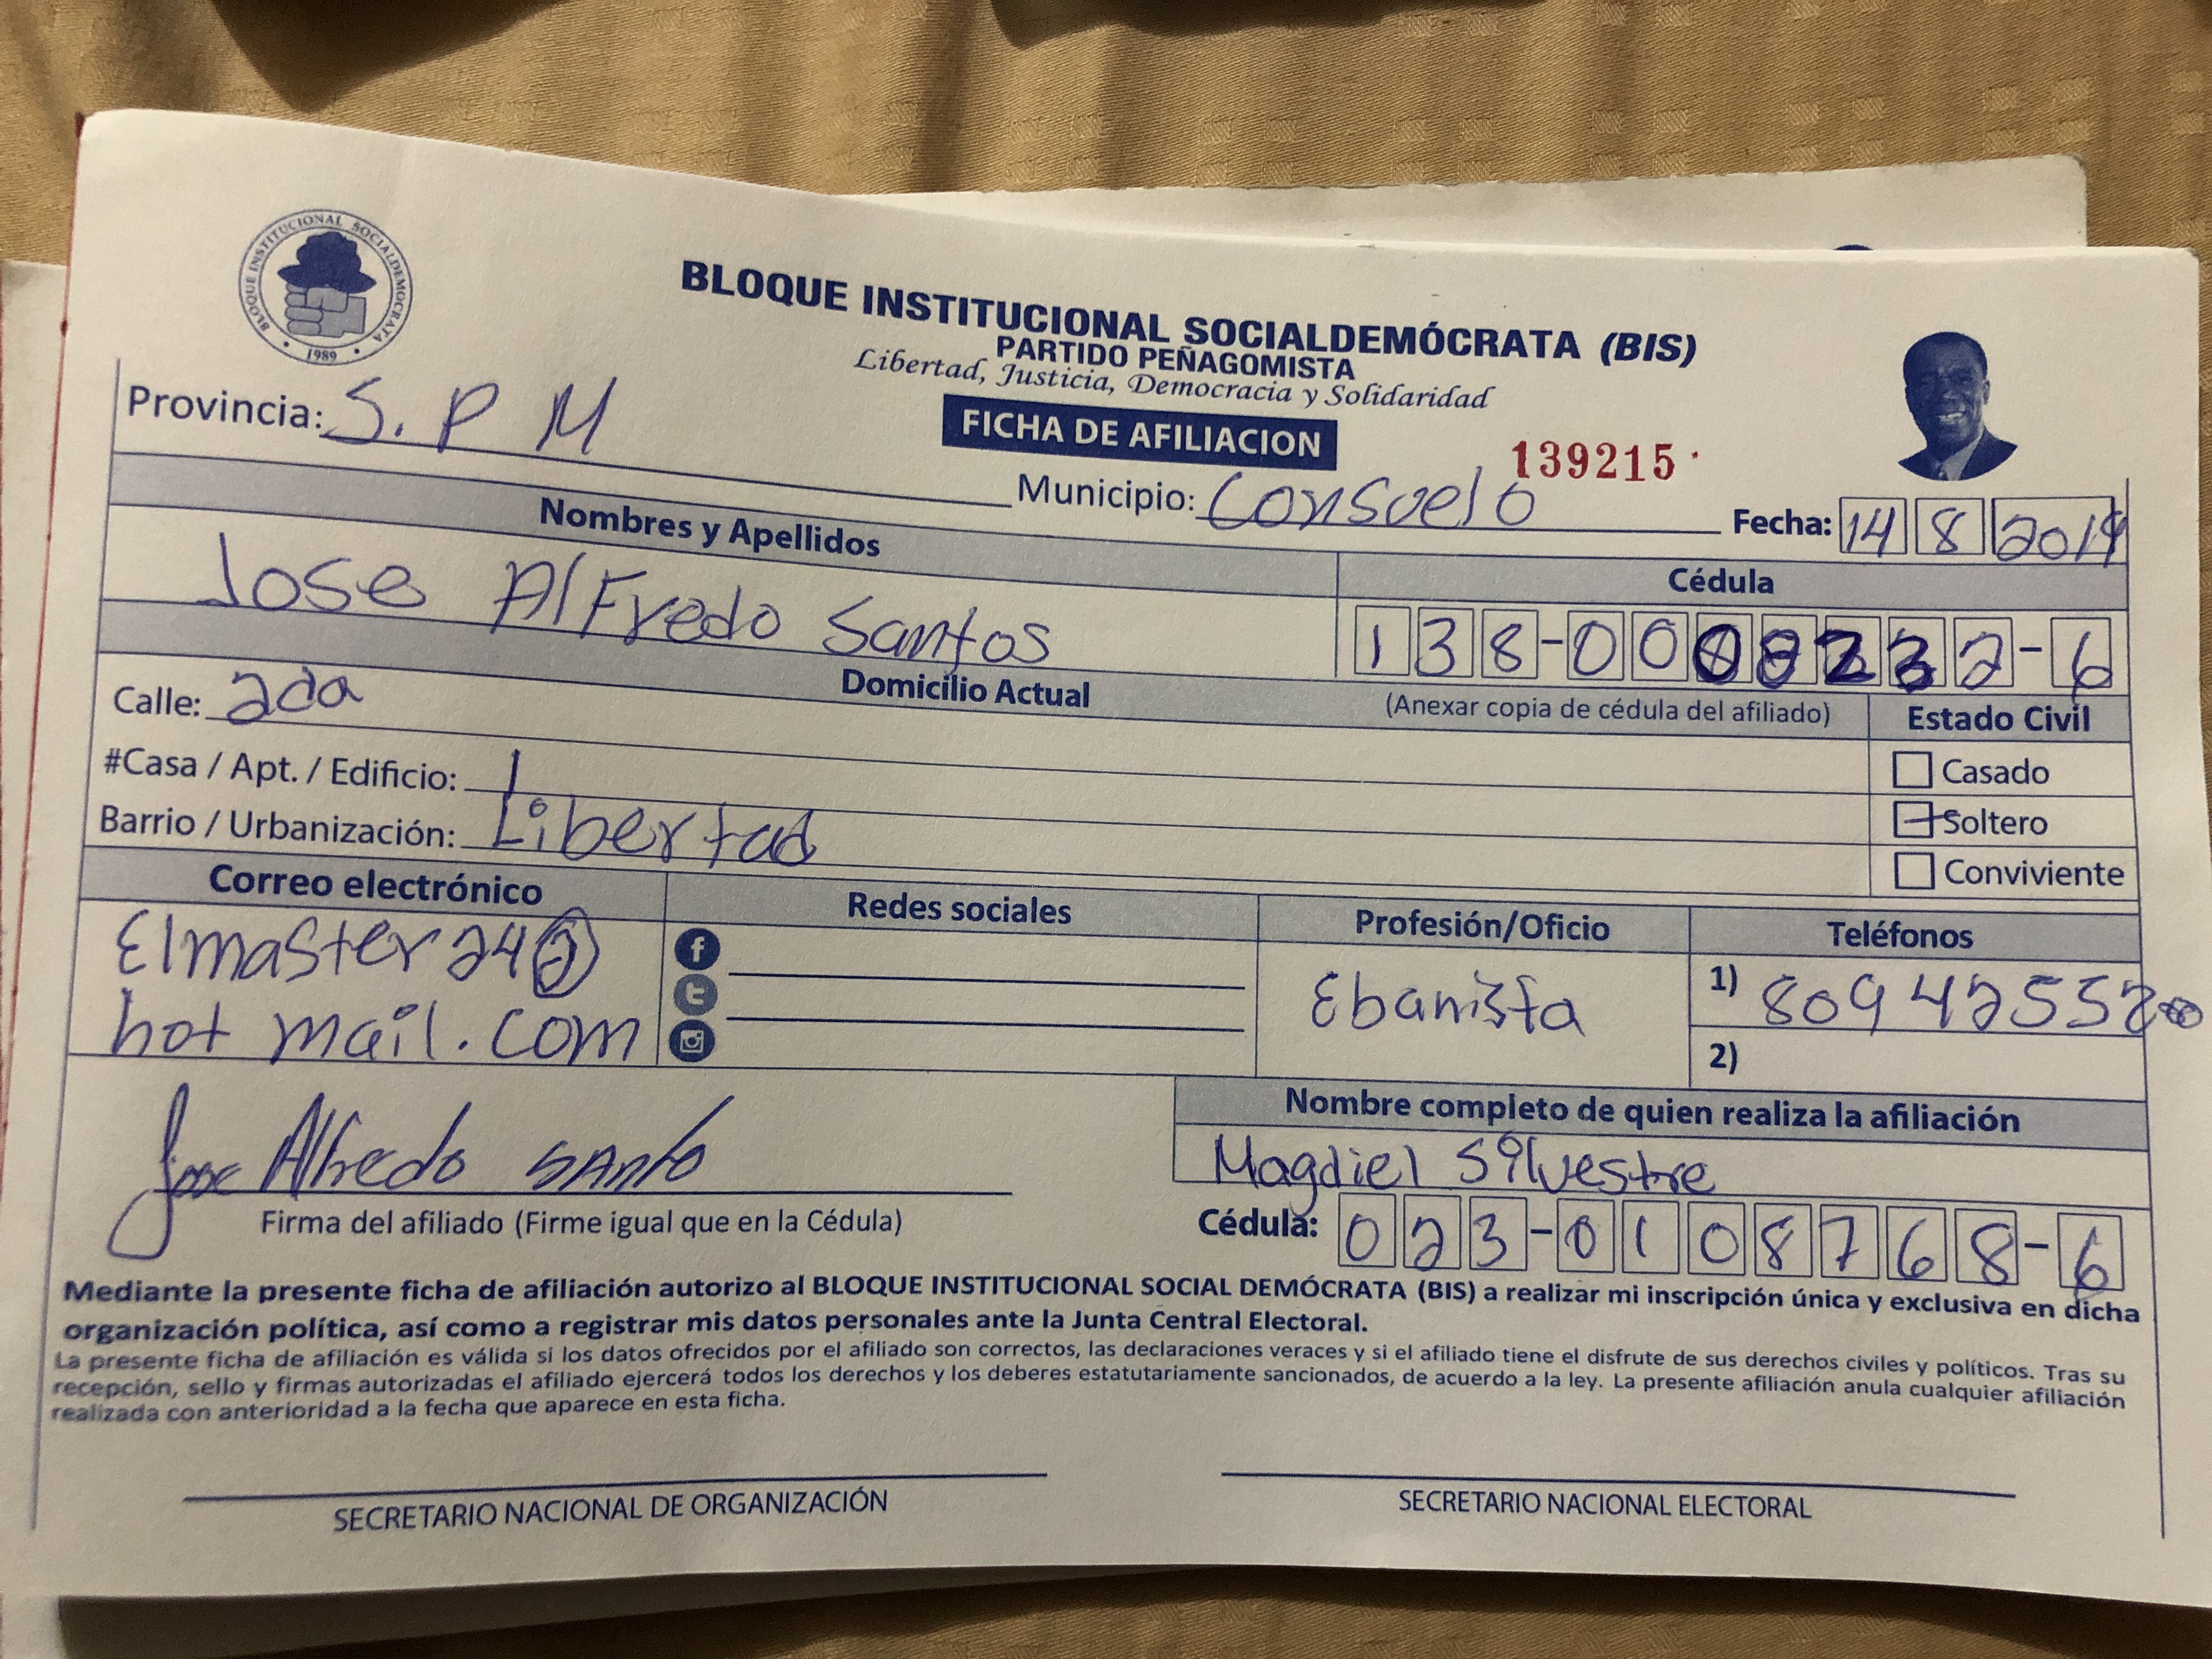 BLOQUE INSTITUCIONAL SOCIALDEMOCRATA
1989
BLOQUE INSTITUCIONAL SOCIALDEMÓCRATA (BIS)
PARTIDO PEÑAGOMISTA
Libertad, Justicia, Democracia y Solidaridad
FICHA DE AFILIACION
139215
Provincia: S. P M
Municipio: Consuelo
Fecha: 14 8 2019
Nombres y Apellidos
Jose Alfredo Santos
Cédula
138-00 2-6
(Anexar copia de cédula del afiliado)
Domicilio Actual
Calle: 2da
#Casa / Apt. / Edificio: 1
Barrio / Urbanización: Libertad
Estado Civil
Casado
Soltero
Conviviente
Correo electrónico
Elmaster24@
hotmail.com
Redes sociales
Profesión/Oficio
Ebanista
Teléfonos
1) 80942552
2)
Jose Alfredo Santo
Firma del afiliado (Firme igual que en la Cédula)
Nombre completo de quien realiza la afiliación
Magdiel Silvestre
Cédula: 023-0108768-6
Mediante la presente ficha de afiliación autorizo al BLOQUE INSTITUCIONAL SOCIAL DEMÓCRATA (BIS) a realizar mi inscripción única y exclusiva en dicha
organización política, así como a registrar mis datos personales ante la Junta Central Electoral.
La presente ficha de afiliación es válida si los datos ofrecidos por el afiliado son correctos, las declaraciones veraces y si el afiliado tiene el disfrute de sus derechos civiles y políticos. Tras su
recepción, sello y firmas autorizadas el afiliado ejercerá todos los derechos y los deberes estatutariamente sancionados, de acuerdo a la ley. La presente afiliación anula cualquier afiliación
realizada con anterioridad a la fecha que aparece en esta ficha.
SECRETARIO NACIONAL DE ORGANIZACIÓN
SECRETARIO NACIONAL ELECTORAL